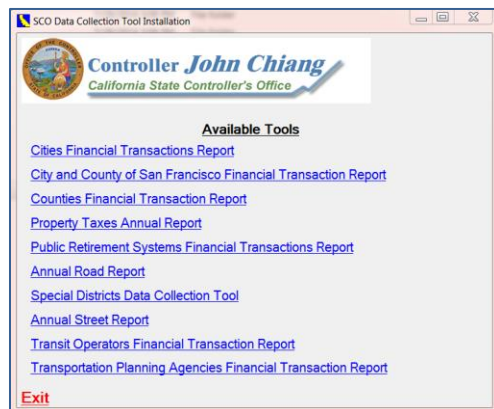 SCO Data Collection Tool Installation
Controller John Chiang
California State Controller's Office
Available Tools
Cities Financial Transactions Report
City and County of San Francisco Financial Transaction Report
Counties Financial Transaction Report
Property Taxes Annual Report
Public Retirement Systems Financial Transactions Report
Annual Road Report
Special Districts Data Collection Tool
Annual Street Report
Transit Operators Financial Transaction Report
Transportation Planning Agencies Financial Transaction Report
Exit